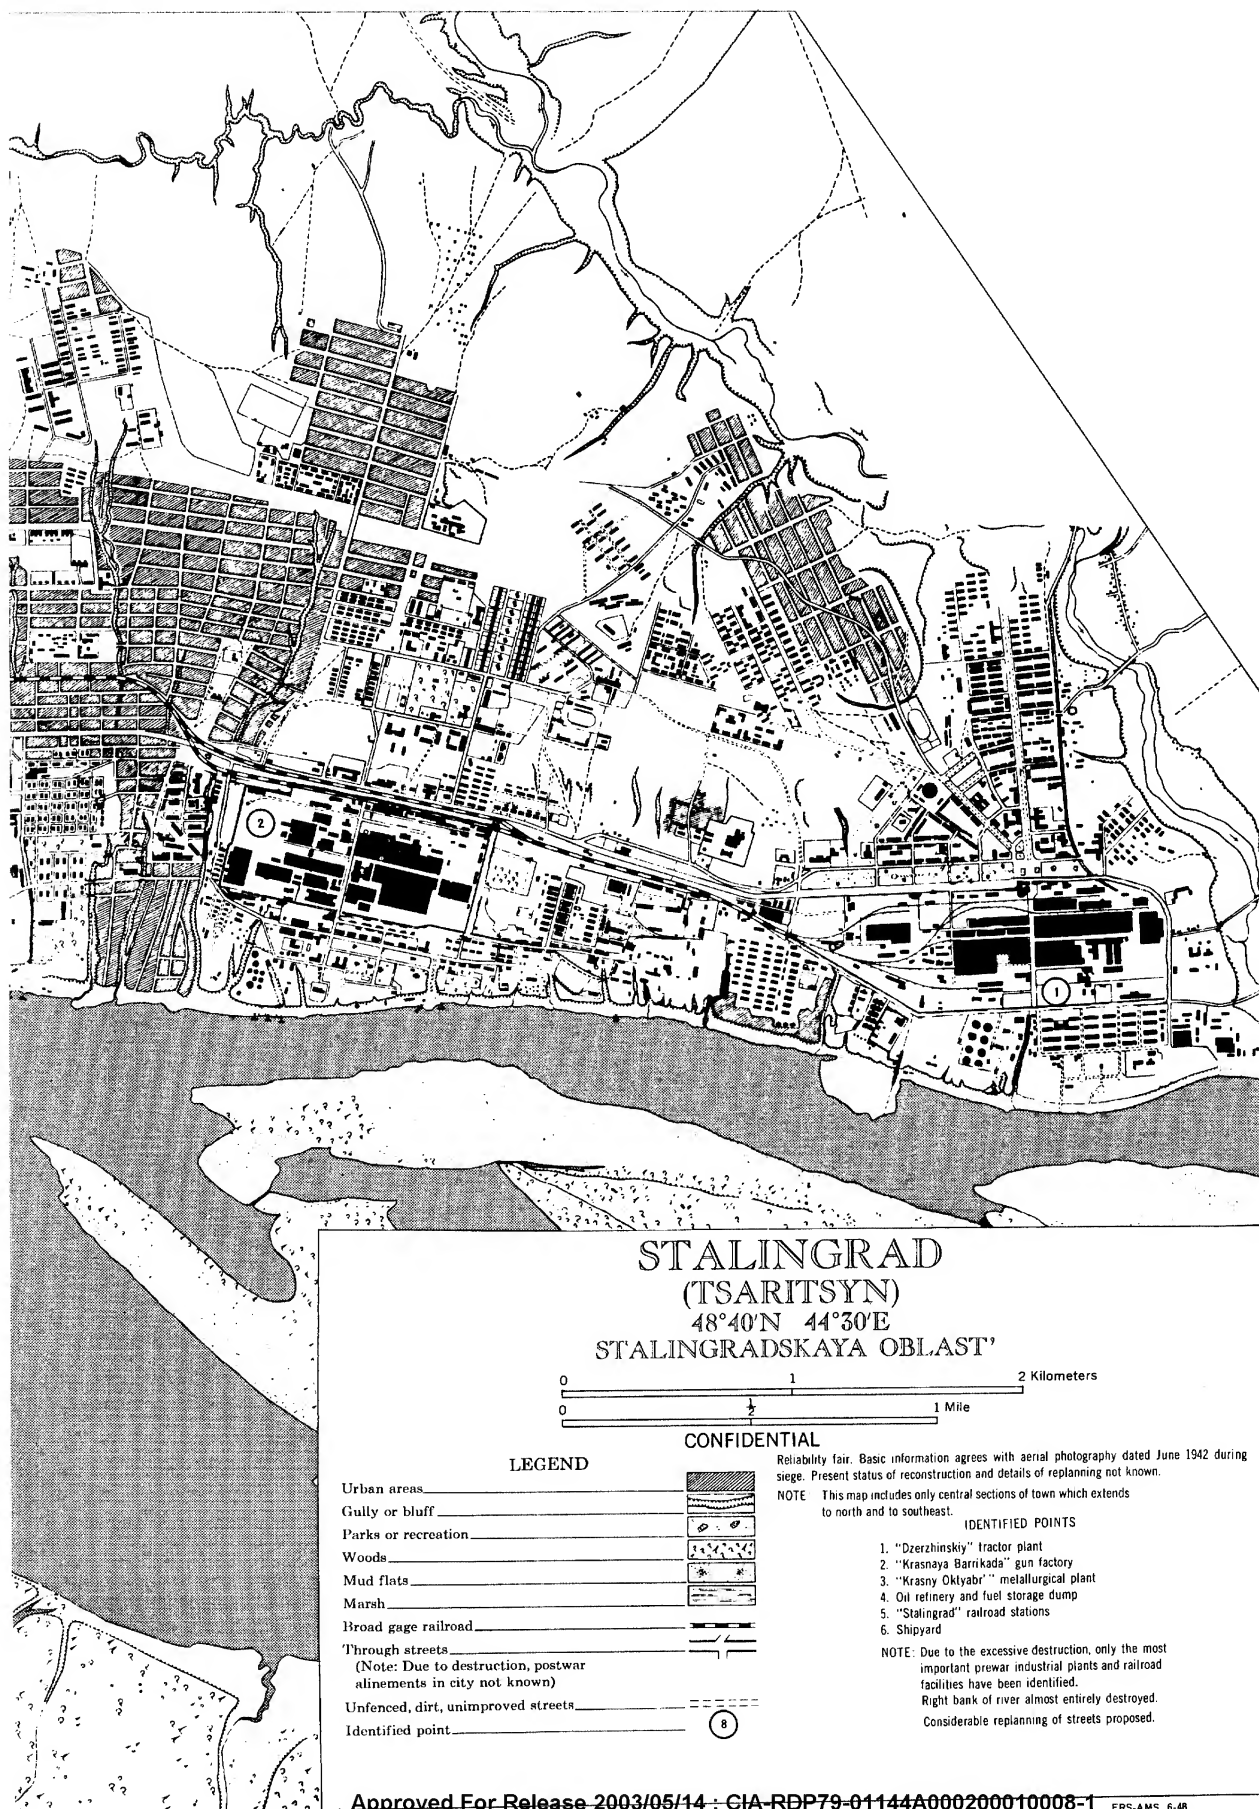 2
1
STALINGRAD
(TSARITSYN)
48°40'N 44°30'E
STALINGRADSKAYA OBLAST'
0 1 2 Kilometers
0 1/2 1 Mile
CONFIDENTIAL
LEGEND
Urban areas
Gully or bluff
Parks or recreation
Woods
Mud flats
Marsh
Broad gage railroad
Through streets
(Note: Due to destruction, postwar
alinements in city not known)
Unfenced, dirt, unimproved streets
Identified point 8
Reliability fair. Basic information agrees with aerial photography dated June 1942 during
siege. Present status of reconstruction and details of replanning not known.
NOTE This map includes only central sections of town which extends
to north and to southeast.
IDENTIFIED POINTS
1. "Dzerzhinskiy" tractor plant
2. "Krasnaya Barrikada" gun factory
3. "Krasny Oktyabr'" metallurgical plant
4. Oil refinery and fuel storage dump
5. "Stalingrad" railroad stations
6. Shipyard
NOTE: Due to the excessive destruction, only the most
important prewar industrial plants and railroad
facilities have been identified.
Right bank of river almost entirely destroyed.
Considerable replanning of streets proposed.
Approved For Release 2003/05/14 : CIA-RDP79-01144A000200010008-1
ERS-AMS 6-48